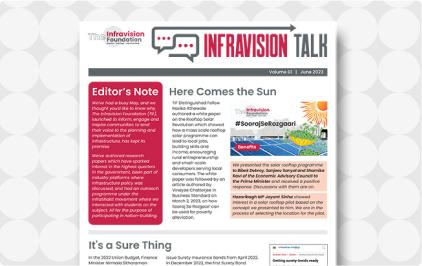 The Infravision
Foundation
INFRAVISION TALK
Volume 01 | June 2023
Editor's Note
We've had a busy May, and we
thought you'd like to know why.
The Infravision Foundation (TIF),
launched to inform, engage and
inspire communities to lend
their voice to the planning and
implementation of
infrastructure, has kept its
promise.
We've authored research
papers which have sparked
interest in the highest quarters
in the government, been part of
industry platforms where
infrastructure policy was
discussed, and had an outreach
programme under the
Infrashakti movement where we
interacted with students on the
subject. All for the purpose of
participating in nation-building.
Here Comes the Sun
TIF Distinguished Fellow
Rasika Athawale
authored a white paper
on the Rooftop Solar
Revolution which showed
how a mass scale rooftop
solar programme can
lead to local jobs,
building skills and
income, encouraging
rural entrepreneurship
and small-scale
developers serving local
consumers. The white
paper was followed by an
article authored by
Vinayak Chatterjee in
Business Standard on
March 2, 2023, on how
Sooraj Se Rozgaar can
be used for poverty
alleviation.
The Infravision
Foundation
#SoorajSeRozgaari
Benefits
We presented the solar rooftop programme
to Bibek Debroy, Sanjeev Sanyal and Shamika
Ravi of the Economic Advisory Council to
the Prime Minister and received a positive
response. Discussions with them are on.
Hazaribagh MP Jayant Sinha showed
interest in a solar rooftop pilot based on the
concept we presented to him. We are in the
process of selecting the location for the pilot.
It's a Sure Thing
In the 2022 Union Budget, Finance
Minister Nirmala Sitharaman
issue Surety Insurance Bonds from April 2022.
In December 2022, the first Surety Bond
Getting surety bonds ready